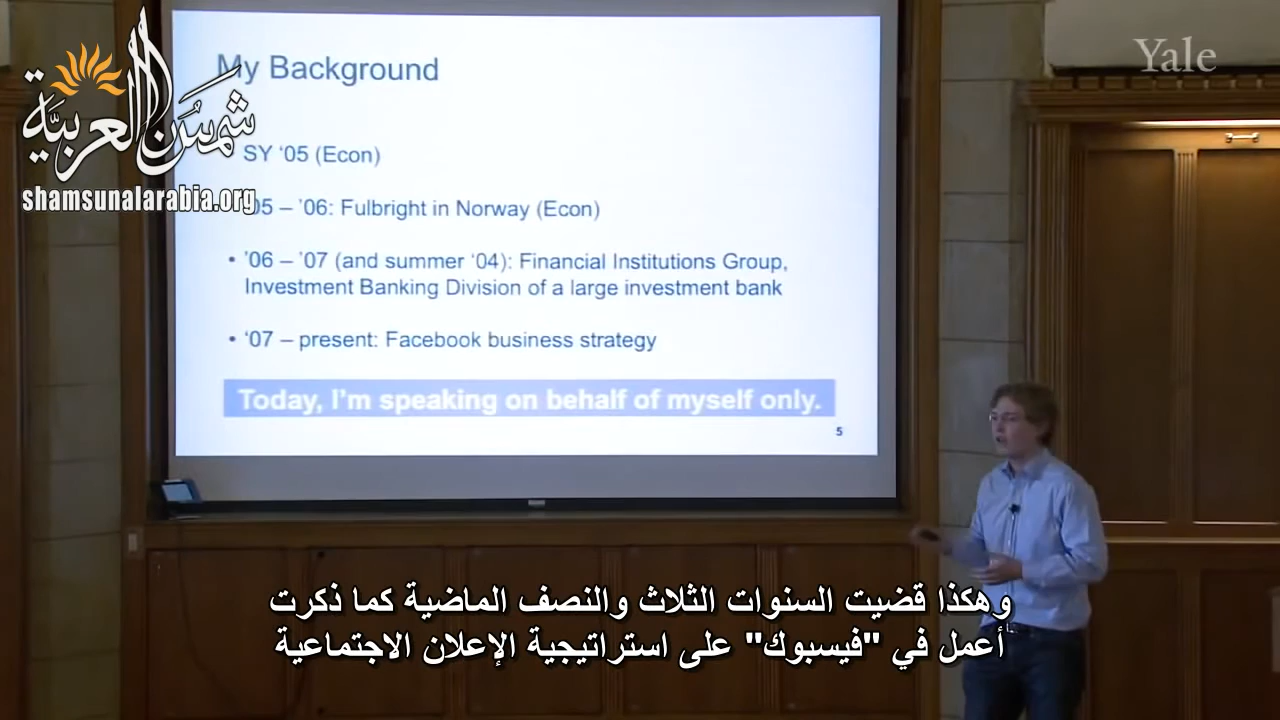 My Background
Yale
شمسُ العربيّة
shamsunalarabia.org
SY ‘05 (Econ)
05 – ’06: Fulbright in Norway (Econ)
• ’06 – ’07 (and summer ‘04): Financial Institutions Group,
Investment Banking Division of a large investment bank
• ‘07 – present: Facebook business strategy
Today, I’m speaking on behalf of myself only.
5
وهكذا قضيت السنوات الثلاث والنصف الماضية كما ذكرت
أعمل في "فيسبوك" على استراتيجية الإعلان الاجتماعية